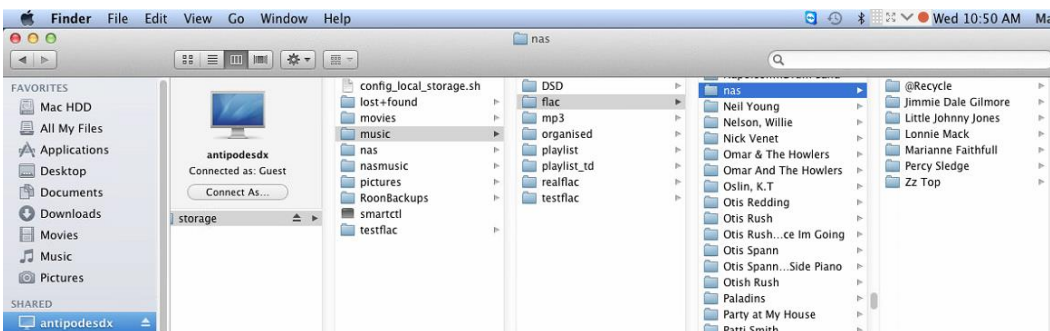 Finder File Edit View Go Window Help Wed 10:50 AM Ma
nas
FAVORITES
Mac HDD
All My Files
Applications
Desktop
Documents
Downloads
Movies
Music
Pictures
SHARED
antipodesdx
antipodesdx
Connected as: Guest
Connect As...
storage
config_local_storage.sh
lost+found
movies
music
nas
nasmusic
pictures
RoonBackups
smartctl
testflac
DSD
flac
mp3
organised
playlist
playlist_td
realflac
testflac
nas
Neil Young
Nelson, Willie
Nick Venet
Omar & The Howlers
Omar And The Howlers
Oslin, K.T
Otis Redding
Otis Rush
Otis Rush...ce Im Going
Otis Spann
Otis Spann...Side Piano
Otish Rush
Paladins
Party at My House
Patti Smith
@Recycle
Jimmie Dale Gilmore
Little Johnny Jones
Lonnie Mack
Marianne Faithfull
Percy Sledge
Zz Top